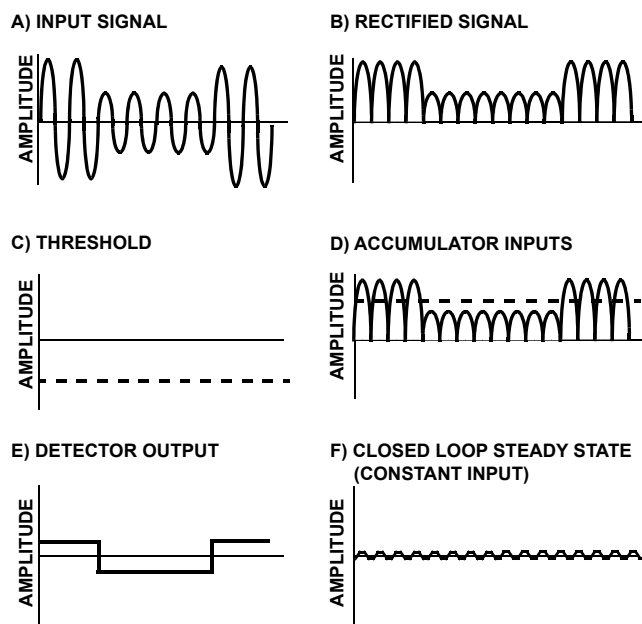 A) INPUT SIGNAL
AMPLITUDE
B) RECTIFIED SIGNAL
AMPLITUDE
C) THRESHOLD
AMPLITUDE
D) ACCUMULATOR INPUTS
AMPLITUDE
E) DETECTOR OUTPUT
AMPLITUDE
F) CLOSED LOOP STEADY STATE
(CONSTANT INPUT)
AMPLITUDE